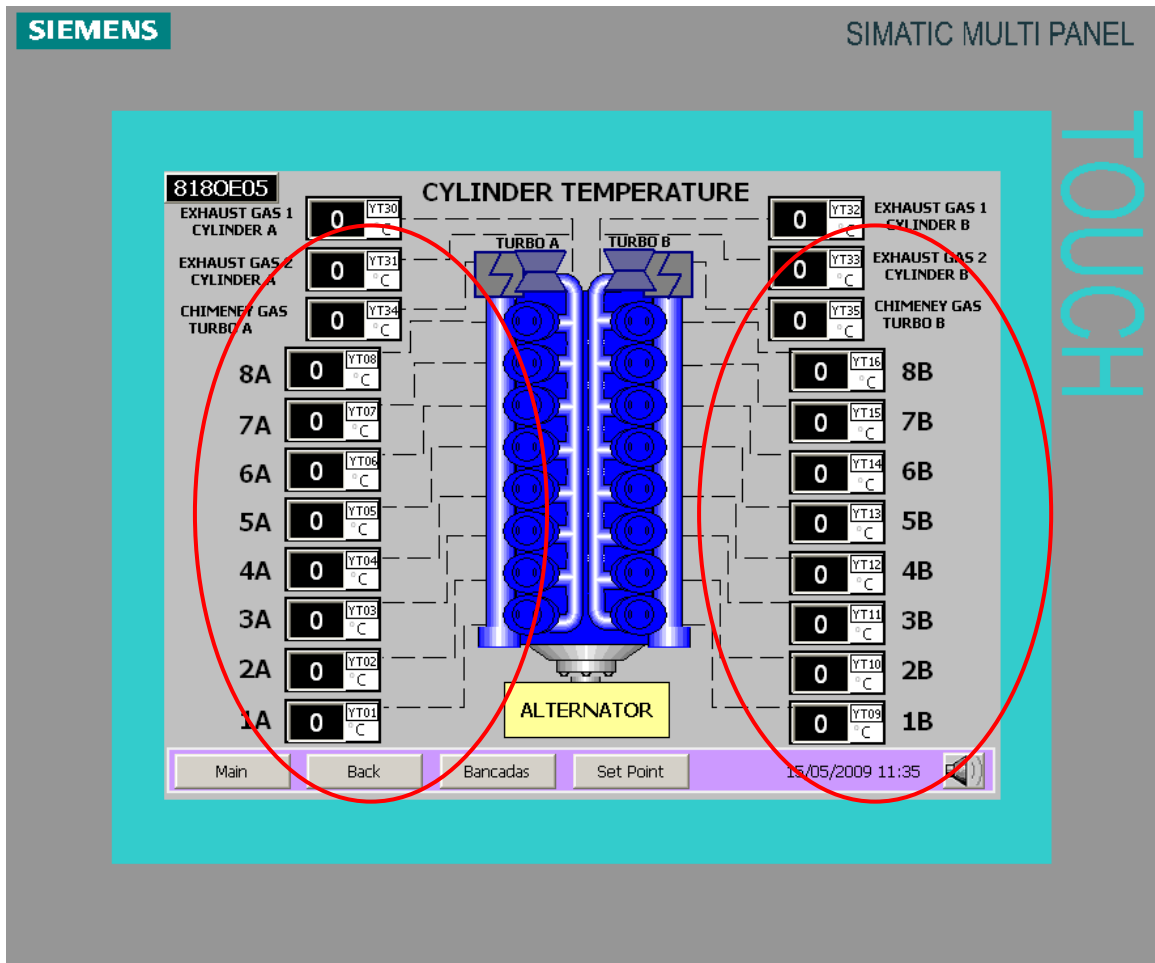 SIEMENS
SIMATIC MULTI PANEL
TOUCH
8180E05
CYLINDER TEMPERATURE
EXHAUST GAS 1
CYLINDER A
0
YT30
°C
EXHAUST GAS 2
CYLINDER A
0
YT31
°C
CHIMENEY GAS
TURBO A
0
YT34
°C
TURBO A
TURBO B
0
YT32
°C
EXHAUST GAS 1
CYLINDER B
0
YT33
°C
EXHAUST GAS 2
CYLINDER B
0
YT35
°C
CHIMENEY GAS
TURBO B
8A 0 YT08 °C
7A 0 YT07 °C
6A 0 YT06 °C
5A 0 YT05 °C
4A 0 YT04 °C
3A 0 YT03 °C
2A 0 YT02 °C
1A 0 YT01 °C
0 YT16 °C 8B
0 YT15 °C 7B
0 YT14 °C 6B
0 YT13 °C 5B
0 YT12 °C 4B
0 YT11 °C 3B
0 YT10 °C 2B
0 YT09 °C 1B
ALTERNATOR
Main Back Bancadas Set Point 15/05/2009 11:35